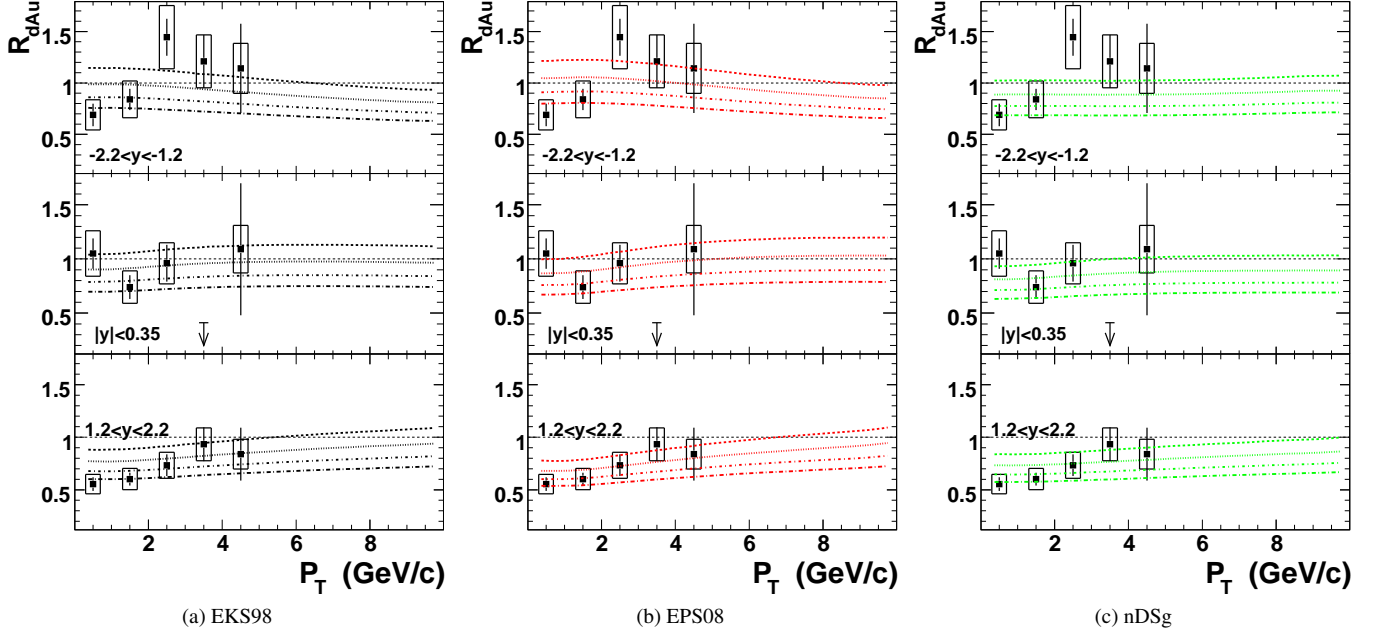 R_dAu
1.5
1
0.5
-2.2<y<-1.2
1.5
1
0.5
|y|<0.35
1.5
1
0.5
1.2<y<2.2
2 4 6 8
P_T (GeV/c)
(a) EKS98
R_dAu
1.5
1
0.5
-2.2<y<-1.2
1.5
1
0.5
|y|<0.35
1.5
1
0.5
1.2<y<2.2
2 4 6 8
P_T (GeV/c)
(b) EPS08
R_dAu
1.5
1
0.5
-2.2<y<-1.2
1.5
1
0.5
|y|<0.35
1.5
1
0.5
1.2<y<2.2
2 4 6 8
P_T (GeV/c)
(c) nDSg